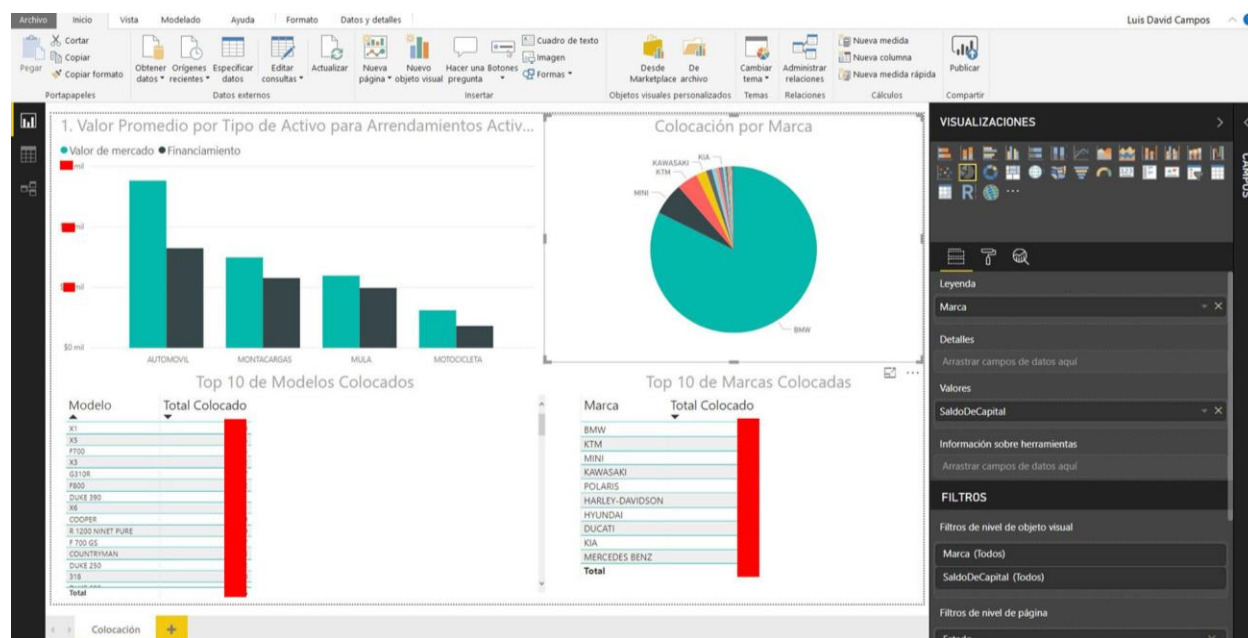 Archivo Inicio Vista Modelado Ayuda Formato Datos y detalles Luis David Campos
Pegar
Cortar
Copiar
Copiar formato
Portapapeles
Obtener datos
Orígenes recientes
Especificar datos
Editar consultas
Actualizar
Datos externos
Nueva página
Nuevo objeto visual
Hacer una pregunta
Botones
Cuadro de texto
Imagen
Formas
Insertar
Desde Marketplace
De archivo
Objetos visuales personalizados
Cambiar tema
Temas
Administrar relaciones
Relaciones
Nueva medida
Nueva columna
Nueva medida rápida
Cálculos
Publicar
Compartir
1. Valor Promedio por Tipo de Activo para Arrendamientos Activ...
Valor de mercado Financiamiento
mil
mil
mil
$0 mil
AUTOMOVIL MONTACARGAS MULA MOTOCICLETA
Colocación por Marca
KIA
KAWASAKI
KTM
MINI
BMW
Top 10 de Modelos Colocados
Modelo Total Colocado
X1
X5
F700
X3
G310R
F800
DUKE 390
X6
COOPER
R 1200 NINET PURE
F 700 GS
COUNTRYMAN
DUKE 250
318
Total
Top 10 de Marcas Colocadas
Marca Total Colocado
BMW
KTM
MINI
KAWASAKI
POLARIS
HARLEY-DAVIDSON
HYUNDAI
DUCATI
KIA
MERCEDES BENZ
Total
VISUALIZACIONES
CAMPOS
R
Leyenda
Marca
Detalles
Arrastrar campos de datos aquí
Valores
SaldoDeCapital
Información sobre herramientas
Arrastrar campos de datos aquí
FILTROS
Filtros de nivel de objeto visual
Marca (Todos)
SaldoDeCapital (Todos)
Filtros de nivel de página
Estado
Colocación